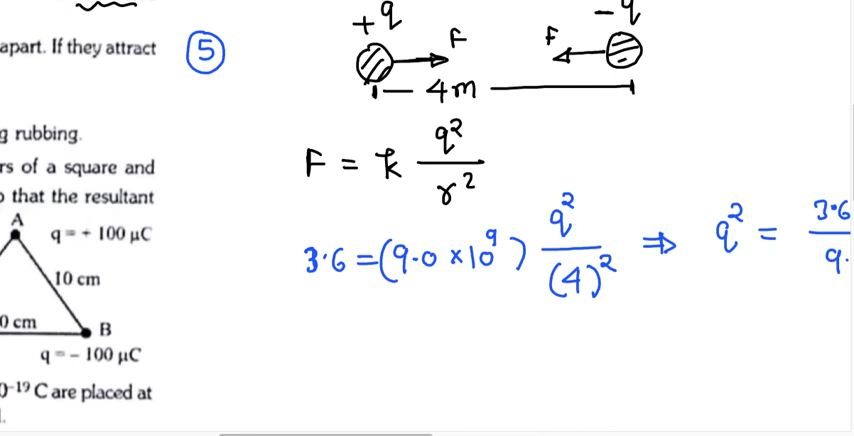 +q
-q
apart. If they attract
5
F
F
4m
g rubbing.
F = k q² / r²
rs of a square and
o that the resultant
A
q = + 100 μC
3.6 = (9.0 × 10⁹) q² / (4)² ⇒ q² = 3.6 / 9.
10 cm
0 cm
B
q = - 100 μC
0⁻¹⁹ C are placed at